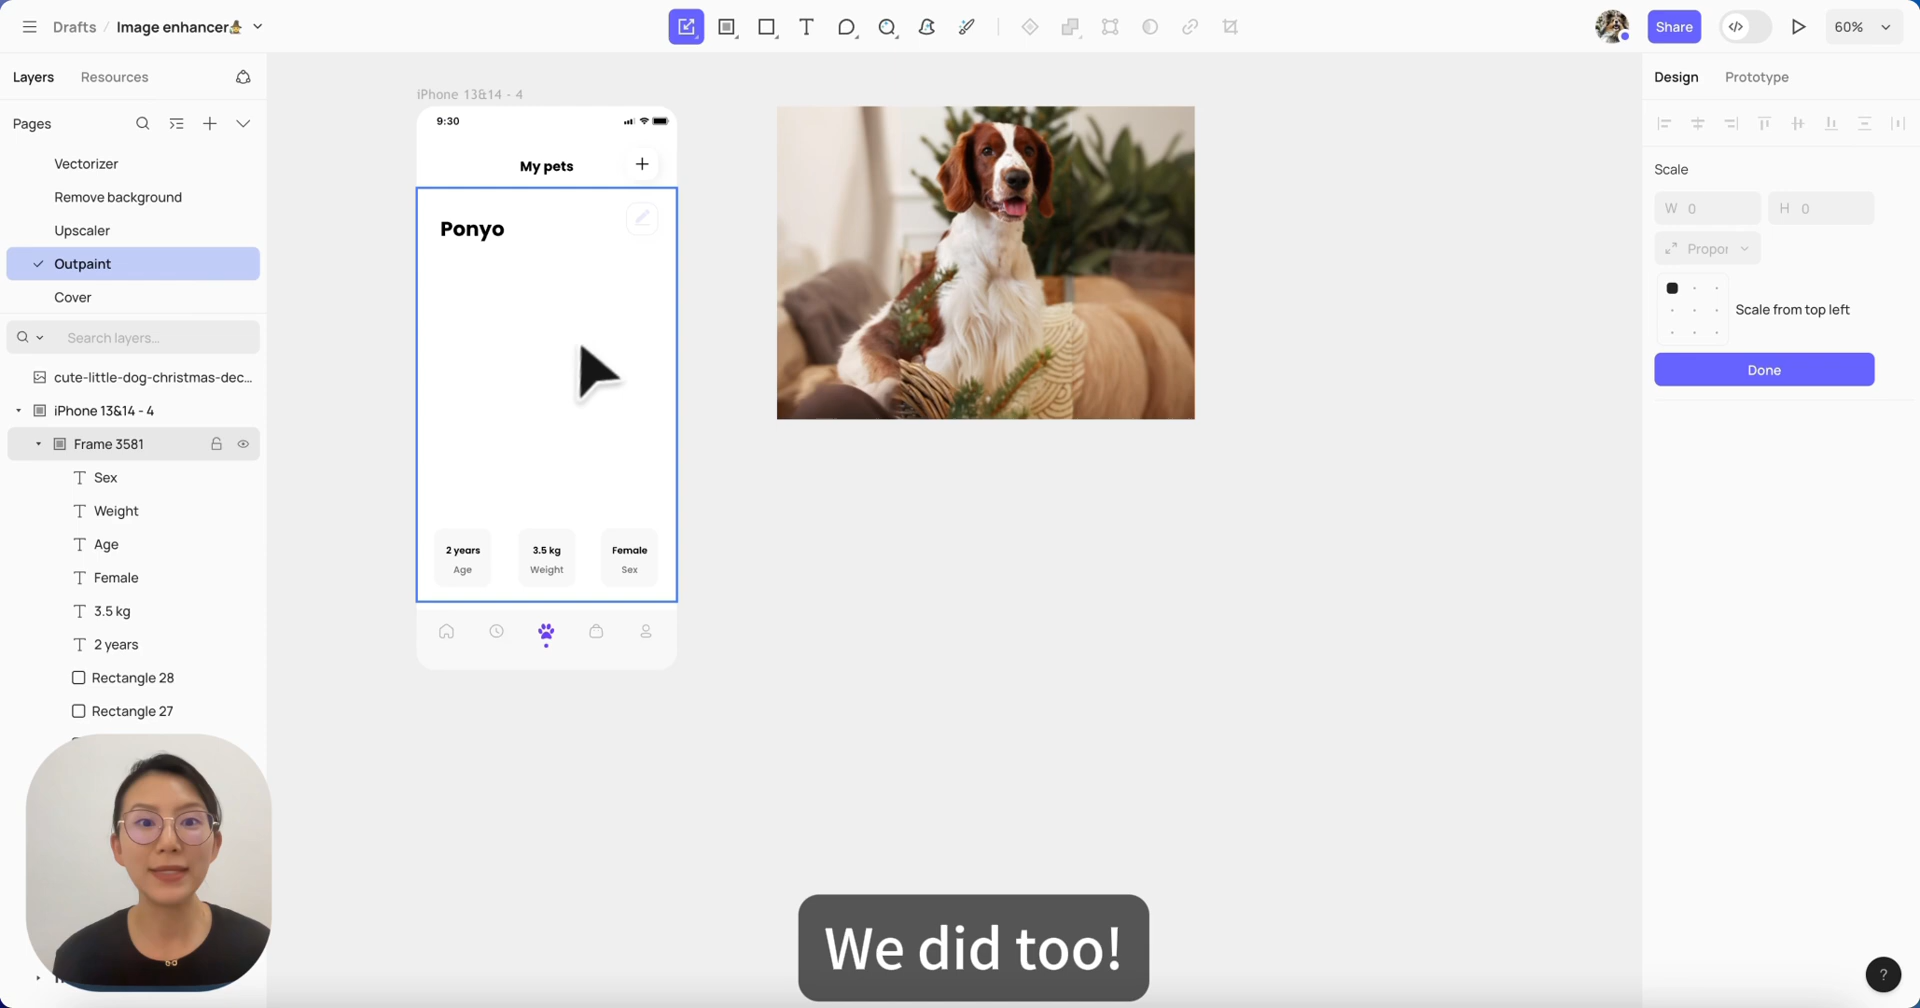 Drafts / Image enhancer
Share
</>
60%
Layers
Resources
Pages
Vectorizer
Remove background
Upscaler
Outpaint
Cover
Search layers...
cute-little-dog-christmas-dec...
iPhone 13&14 - 4
Frame 3581
Sex
Weight
Age
Female
3.5 kg
2 years
Rectangle 28
Rectangle 27
iPhone 13&14 - 4
9:30
My pets
Ponyo
2 years
Age
3.5 kg
Weight
Female
Sex
Design
Prototype
Scale
W 0
H 0
Propor
Scale from top left
Done
We did too!
?